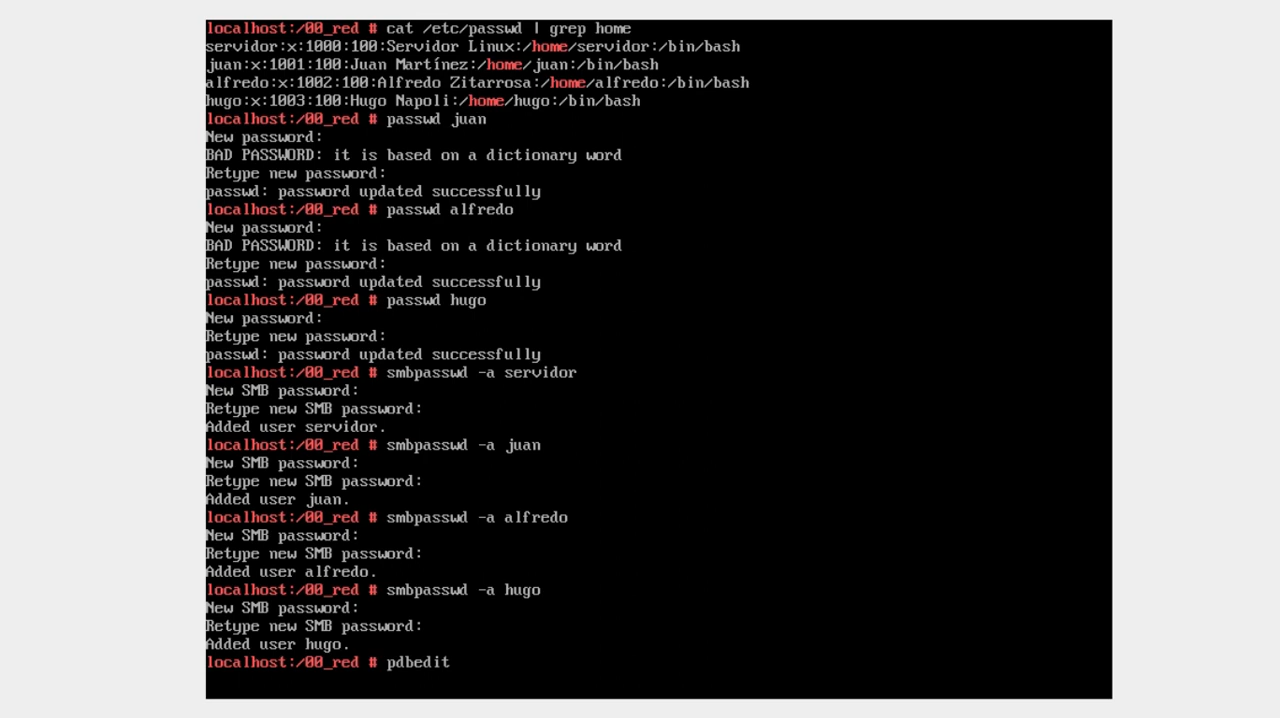 localhost:/00_red # cat /etc/passwd | grep home
servidor:x:1000:100:Servidor Linux:/home/servidor:/bin/bash
juan:x:1001:100:Juan Martínez:/home/juan:/bin/bash
alfredo:x:1002:100:Alfredo Zitarrosa:/home/alfredo:/bin/bash
hugo:x:1003:100:Hugo Napoli:/home/hugo:/bin/bash
localhost:/00_red # passwd juan
New password:
BAD PASSWORD: it is based on a dictionary word
Retype new password:
passwd: password updated successfully
localhost:/00_red # passwd alfredo
New password:
BAD PASSWORD: it is based on a dictionary word
Retype new password:
passwd: password updated successfully
localhost:/00_red # passwd hugo
New password:
Retype new password:
passwd: password updated successfully
localhost:/00_red # smbpasswd -a servidor
New SMB password:
Retype new SMB password:
Added user servidor.
localhost:/00_red # smbpasswd -a juan
New SMB password:
Retype new SMB password:
Added user juan.
localhost:/00_red # smbpasswd -a alfredo
New SMB password:
Retype new SMB password:
Added user alfredo.
localhost:/00_red # smbpasswd -a hugo
New SMB password:
Retype new SMB password:
Added user hugo.
localhost:/00_red # pdbedit